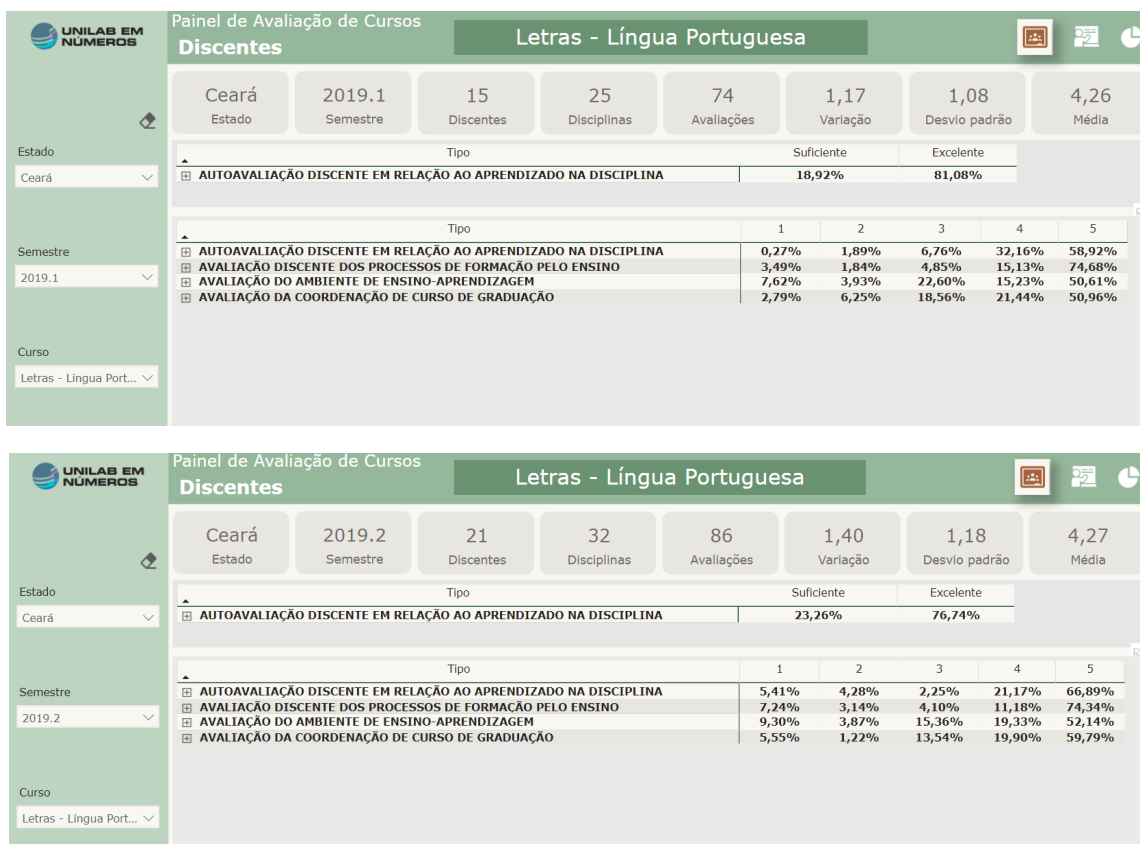 UNILAB EM
NÚMEROS
Painel de Avaliação de Cursos
Discentes
Letras - Língua Portuguesa
Ceará 2019.1 15 25 74 1,17 1,08 4,26
Estado Semestre Discentes Disciplinas Avaliações Variação Desvio padrão Média
Estado
Ceará
Semestre
2019.1
Curso
Letras - Língua Port...
Tipo Suficiente Excelente
AUTOAVALIAÇÃO DISCENTE EM RELAÇÃO AO APRENDIZADO NA DISCIPLINA 18,92% 81,08%
Tipo 1 2 3 4 5
AUTOAVALIAÇÃO DISCENTE EM RELAÇÃO AO APRENDIZADO NA DISCIPLINA 0,27% 1,89% 6,76% 32,16% 58,92%
AVALIAÇÃO DISCENTE DOS PROCESSOS DE FORMAÇÃO PELO ENSINO 3,49% 1,84% 4,85% 15,13% 74,68%
AVALIAÇÃO DO AMBIENTE DE ENSINO-APRENDIZAGEM 7,62% 3,93% 22,60% 15,23% 50,61%
AVALIAÇÃO DA COORDENAÇÃO DE CURSO DE GRADUAÇÃO 2,79% 6,25% 18,56% 21,44% 50,96%
UNILAB EM
NÚMEROS
Painel de Avaliação de Cursos
Discentes
Letras - Língua Portuguesa
Ceará 2019.2 21 32 86 1,40 1,18 4,27
Estado Semestre Discentes Disciplinas Avaliações Variação Desvio padrão Média
Estado
Ceará
Semestre
2019.2
Curso
Letras - Língua Port...
Tipo Suficiente Excelente
AUTOAVALIAÇÃO DISCENTE EM RELAÇÃO AO APRENDIZADO NA DISCIPLINA 23,26% 76,74%
Tipo 1 2 3 4 5
AUTOAVALIAÇÃO DISCENTE EM RELAÇÃO AO APRENDIZADO NA DISCIPLINA 5,41% 4,28% 2,25% 21,17% 66,89%
AVALIAÇÃO DISCENTE DOS PROCESSOS DE FORMAÇÃO PELO ENSINO 7,24% 3,14% 4,10% 11,18% 74,34%
AVALIAÇÃO DO AMBIENTE DE ENSINO-APRENDIZAGEM 9,30% 3,87% 15,36% 19,33% 52,14%
AVALIAÇÃO DA COORDENAÇÃO DE CURSO DE GRADUAÇÃO 5,55% 1,22% 13,54% 19,90% 59,79%